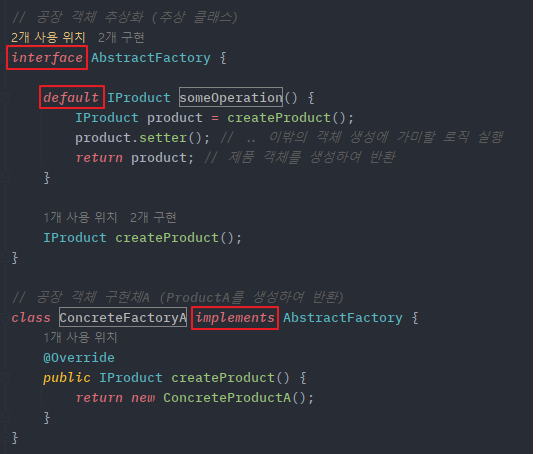 // 공장 객체 추상화 (추상 클래스)
2개 사용 위치 2개 구현
interface AbstractFactory {
default IProduct someOperation() {
IProduct product = createProduct();
product.setter(); // .. 이밖의 객체 생성에 가미할 로직 실행
return product; // 제품 객체를 생성하여 반환
}
1개 사용 위치 2개 구현
IProduct createProduct();
}
// 공장 객체 구현체A (ProductA를 생성하여 반환)
class ConcreteFactoryA implements AbstractFactory {
1개 사용 위치
@Override
public IProduct createProduct() {
return new ConcreteProductA();
}
}